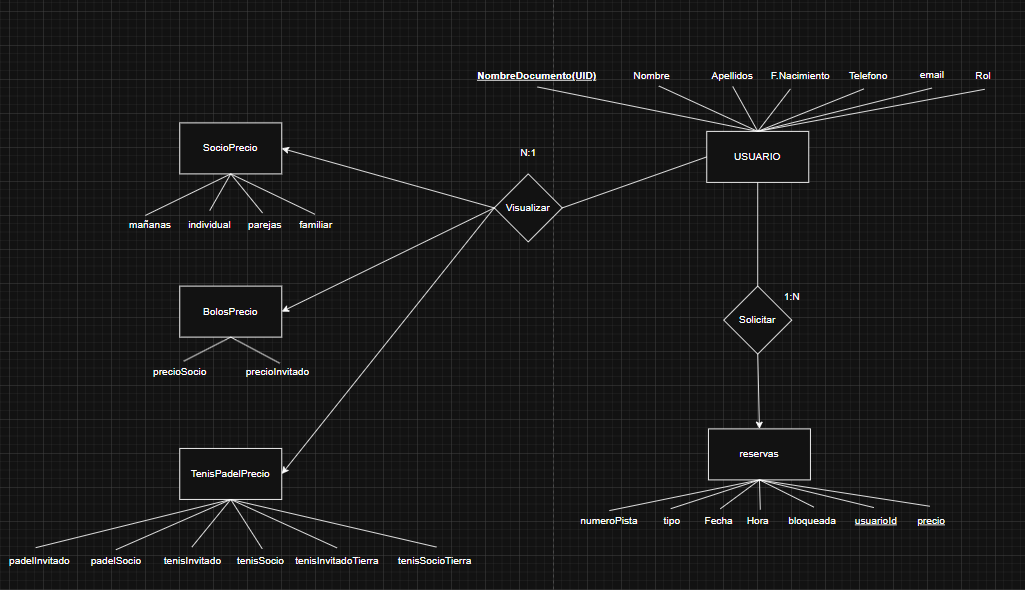 NombreDocumento(UID) Nombre Apellidos F.Nacimiento Telefono email Rol
USUARIO
SocioPrecio
N:1
Visualizar
mañanas individual parejas familiar
1:N
Solicitar
BolosPrecio
precioSocio precioInvitado
reservas
TenisPadelPrecio
numeroPista tipo Fecha Hora bloqueada usuarioId precio
padelInvitado padelSocio tenisInvitado tenisSocio tenisInvitadoTierra tenisSocioTierra